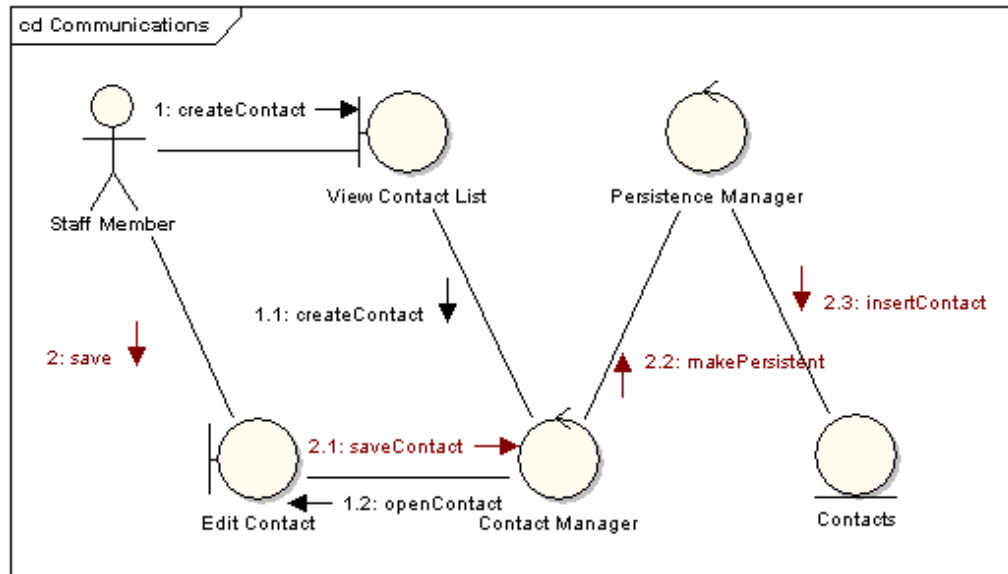 cd Communications
1: createContact
View Contact List
Persistence Manager
Staff Member
1.1: createContact
2.3: insertContact
2: save
2.2: makePersistent
2.1: saveContact
1.2: openContact
Edit Contact
Contact Manager
Contacts